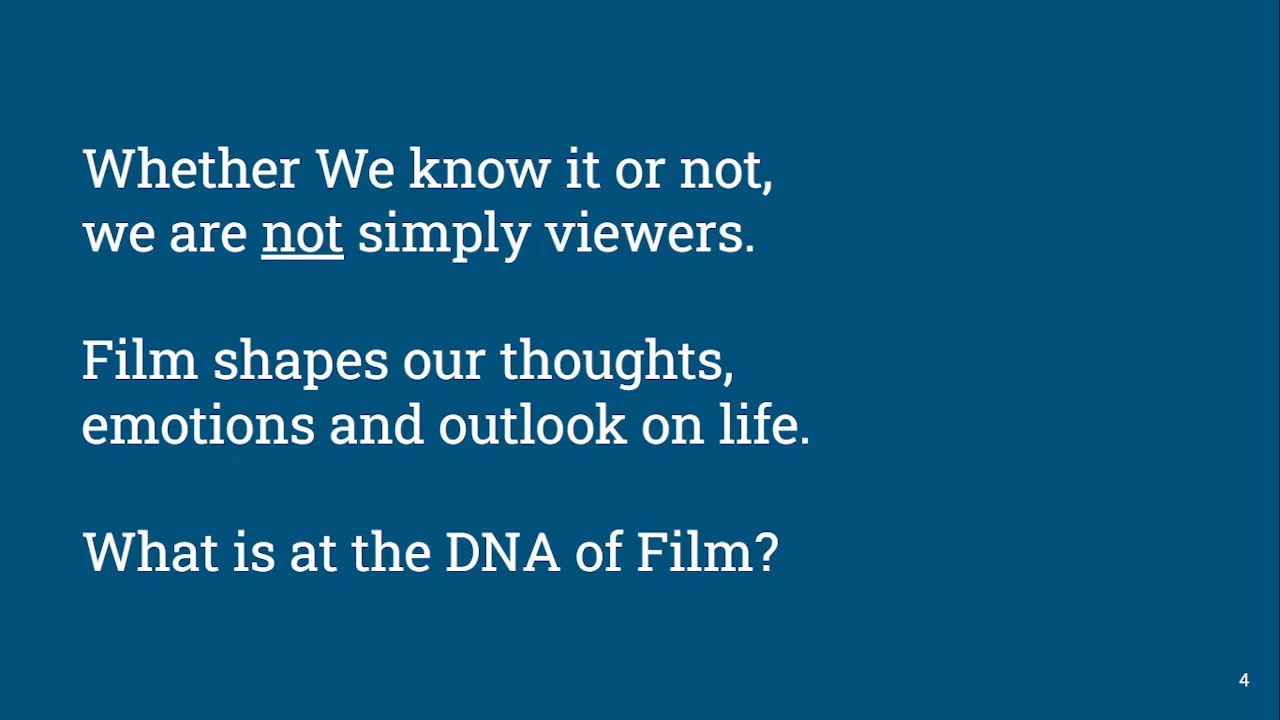 Whether We know it or not,
we are not simply viewers.
Film shapes our thoughts,
emotions and outlook on life.
What is at the DNA of Film?
4